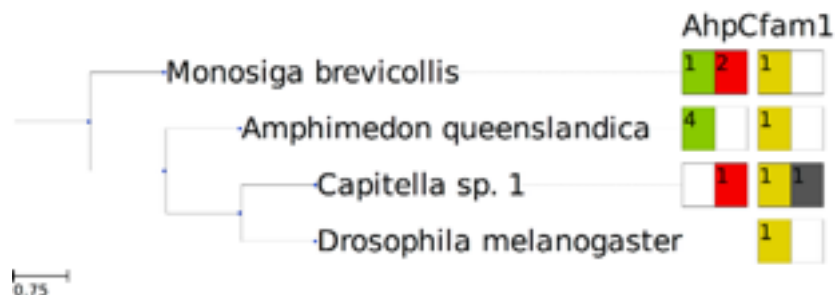 AhpCfam1
Monosiga brevicollis 1 2 1
Amphimedon queenslandica 4 1
Capitella sp. 1 1 1 1
Drosophila melanogaster 1
0.75